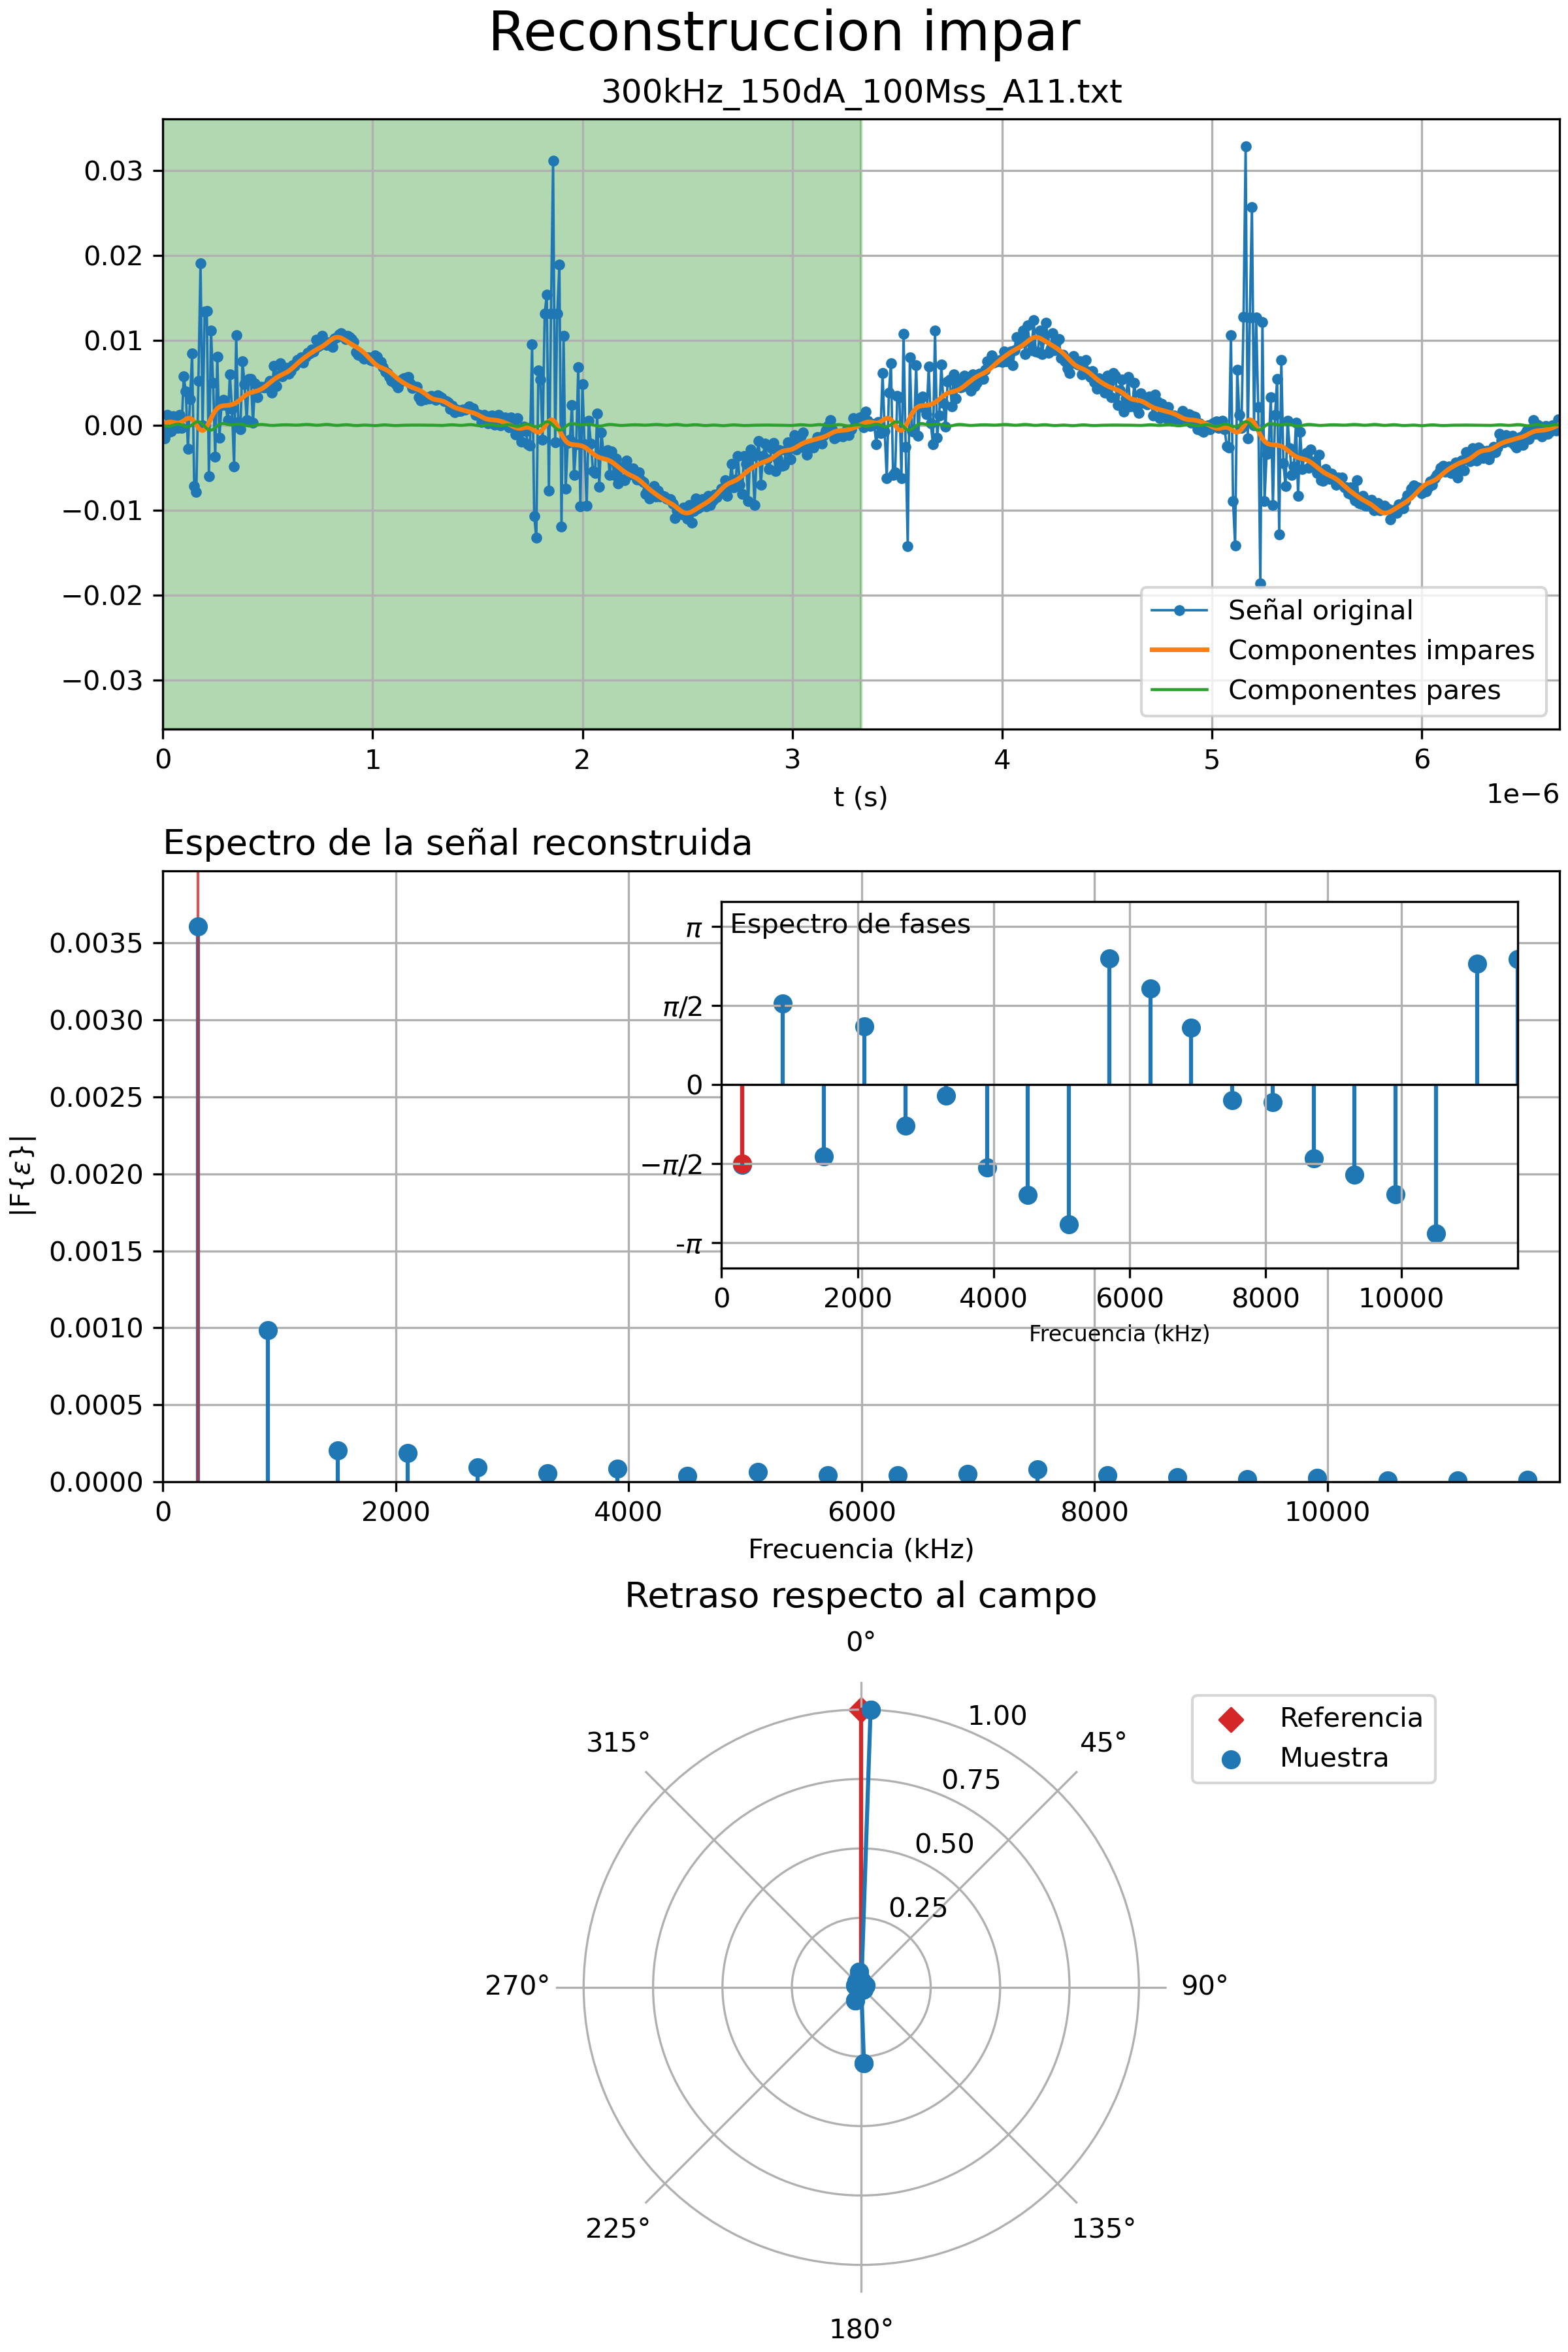 Reconstruccion impar
300kHz_150dA_100Mss_A11.txt
0.03
0.02
0.01
0.00
−0.01
−0.02
−0.03
Señal original
Componentes impares
Componentes pares
0 1 2 3 4 5 6
t (s)
1e−6
Espectro de la señal reconstruida
|F{ε}|
0.0035
0.0030
0.0025
0.0020
0.0015
0.0010
0.0005
0.0000
Espectro de fases
π
π/2
0
−π/2
-π
0 2000 4000 6000 8000 10000
Frecuencia (kHz)
0 2000 4000 6000 8000 10000
Frecuencia (kHz)
Retraso respecto al campo
0°
45°
90°
135°
180°
225°
270°
315°
1.00
0.75
0.50
0.25
Referencia
Muestra